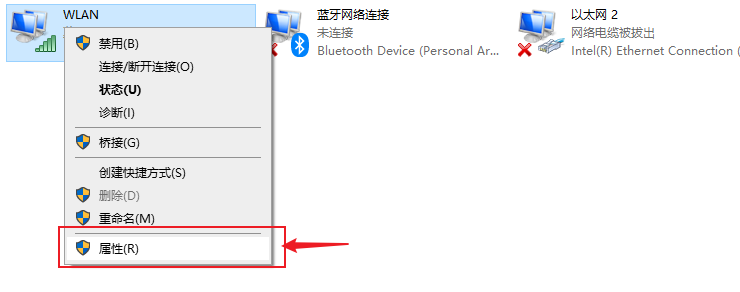 WLAN
禁用(B)
连接/断开连接(O)
状态(U)
诊断(I)
桥接(G)
创建快捷方式(S)
删除(D)
重命名(M)
属性(R)
蓝牙网络连接
未连接
Bluetooth Device (Personal Ar...
以太网 2
网络电缆被拔出
Intel(R) Ethernet Connection (